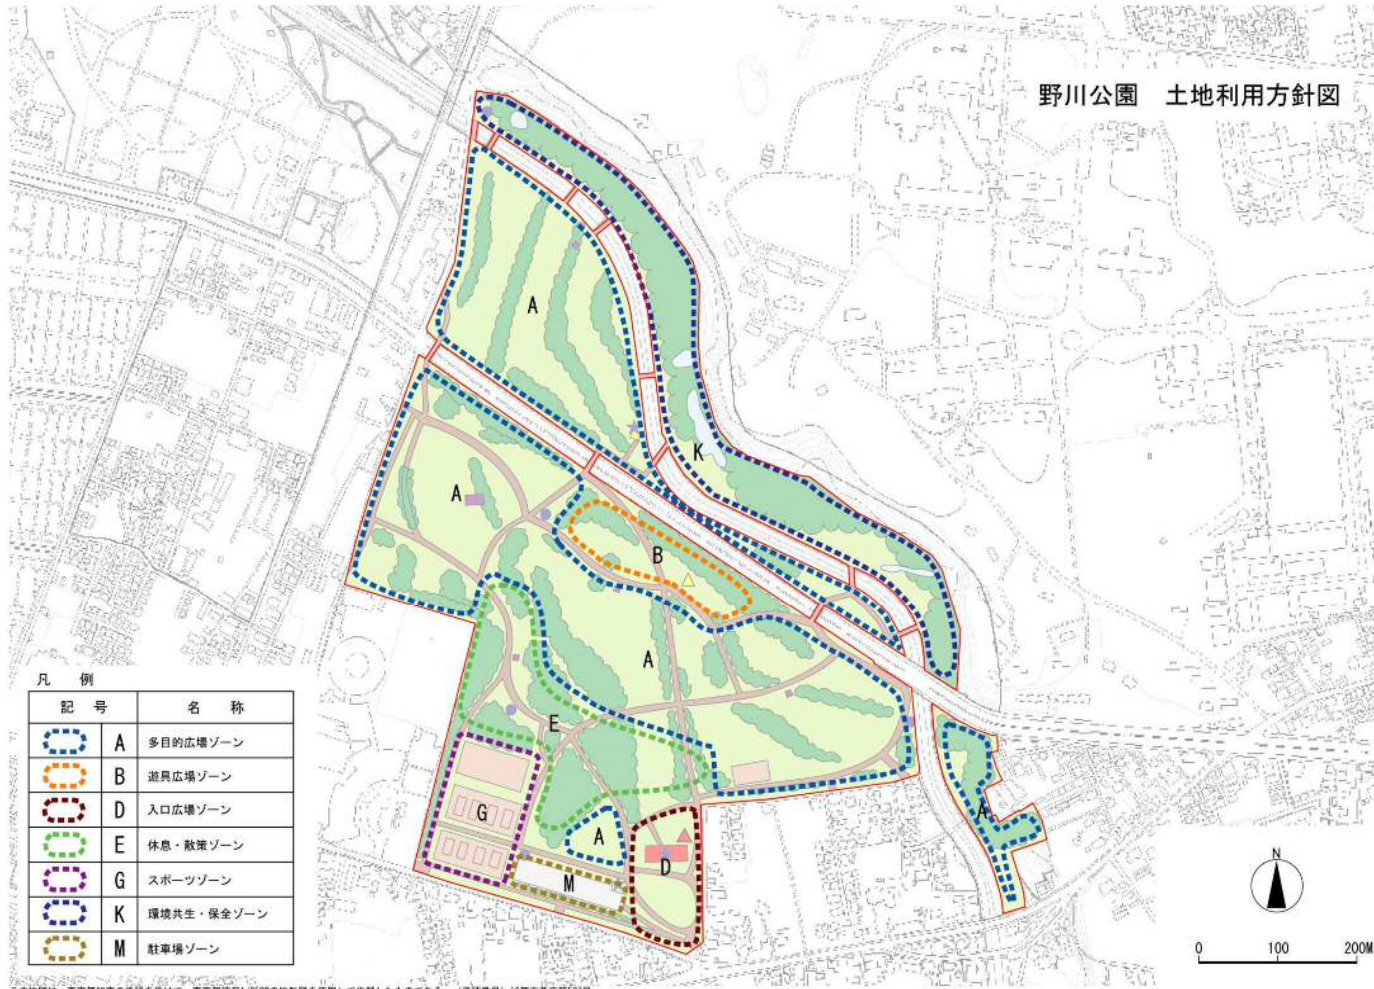 野川公園 土地利用方針図
A
K
A
B
A
E
G
A
A
D
M
凡 例
記 号 名 称
A 多目的広場ゾーン
B 遊具広場ゾーン
D 入口広場ゾーン
E 休息・散策ゾーン
G スポーツゾーン
K 環境共生・保全ゾーン
M 駐車場ゾーン
N
0 100 200M